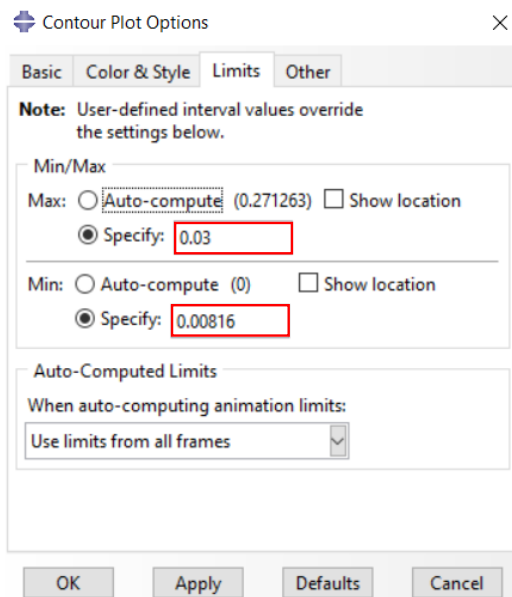 Contour Plot Options
Basic Color & Style Limits Other
Note: User-defined interval values override
the settings below.
Min/Max
Max: Auto-compute (0.271263) Show location
Specify: 0.03
Min: Auto-compute (0) Show location
Specify: 0.00816
Auto-Computed Limits
When auto-computing animation limits:
Use limits from all frames
OK Apply Defaults Cancel